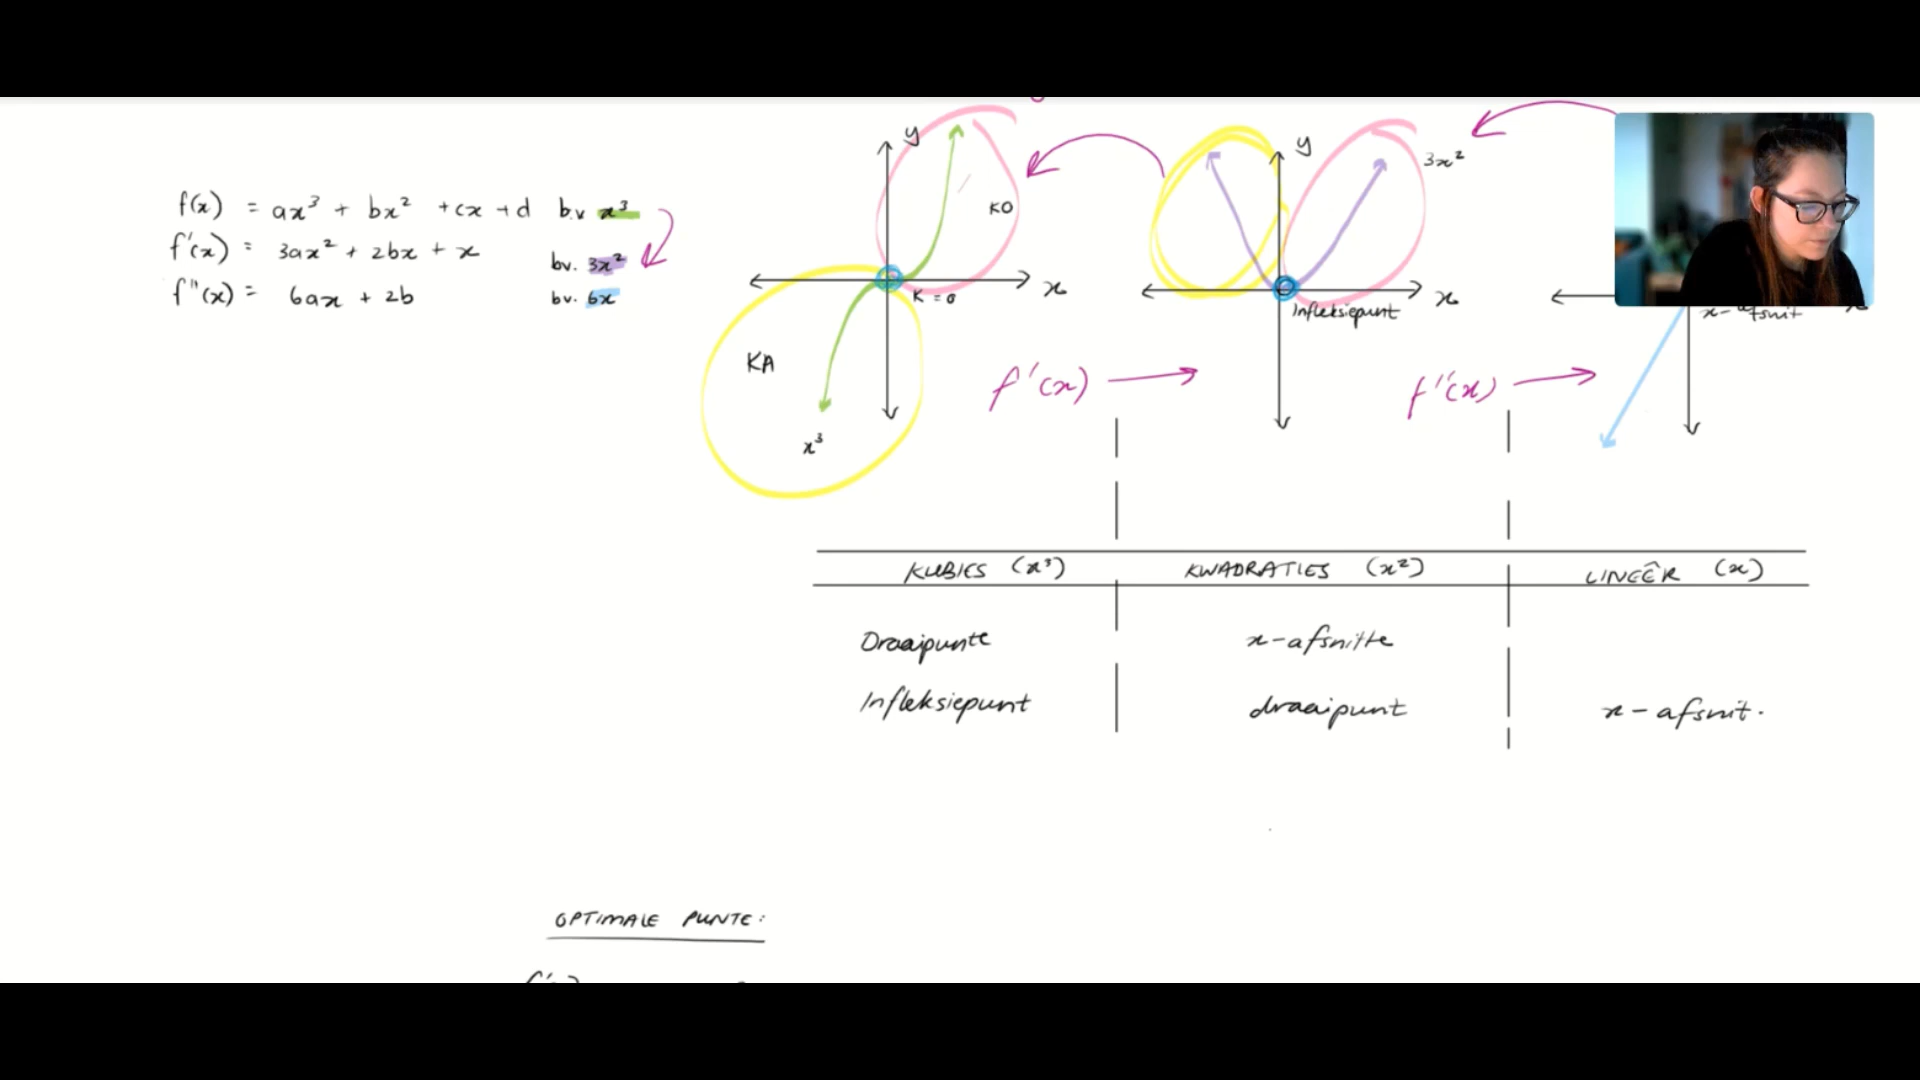 f(x) = ax³ + bx² + cx + d b.v x³
f'(x) = 3ax² + 2bx + x bv. 3x²
f''(x) = 6ax + 2b bv. 6x
y
KO
x
K = 0
KA
x³
y
3x²
x
Infleksiepunt
x-afsnit
f'(x) →
f''(x) →
KUBIES (x³) KWADRATIES (x²) LINEÊR (x)
Draaipunte x-afsnitte
Infleksiepunt draaipunt x-afsnit.
OPTIMALE PUNTE: